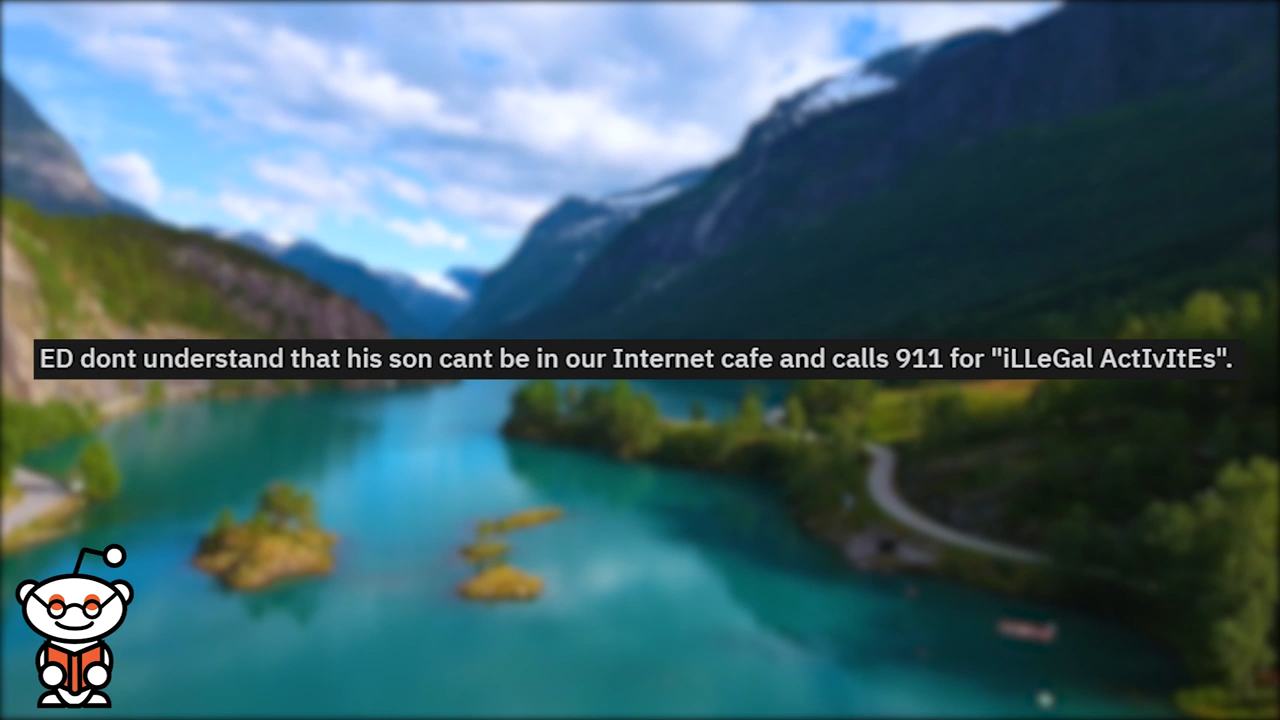 ED dont understand that his son cant be in our Internet cafe and calls 911 for "iLLeGal ActIvItEs".